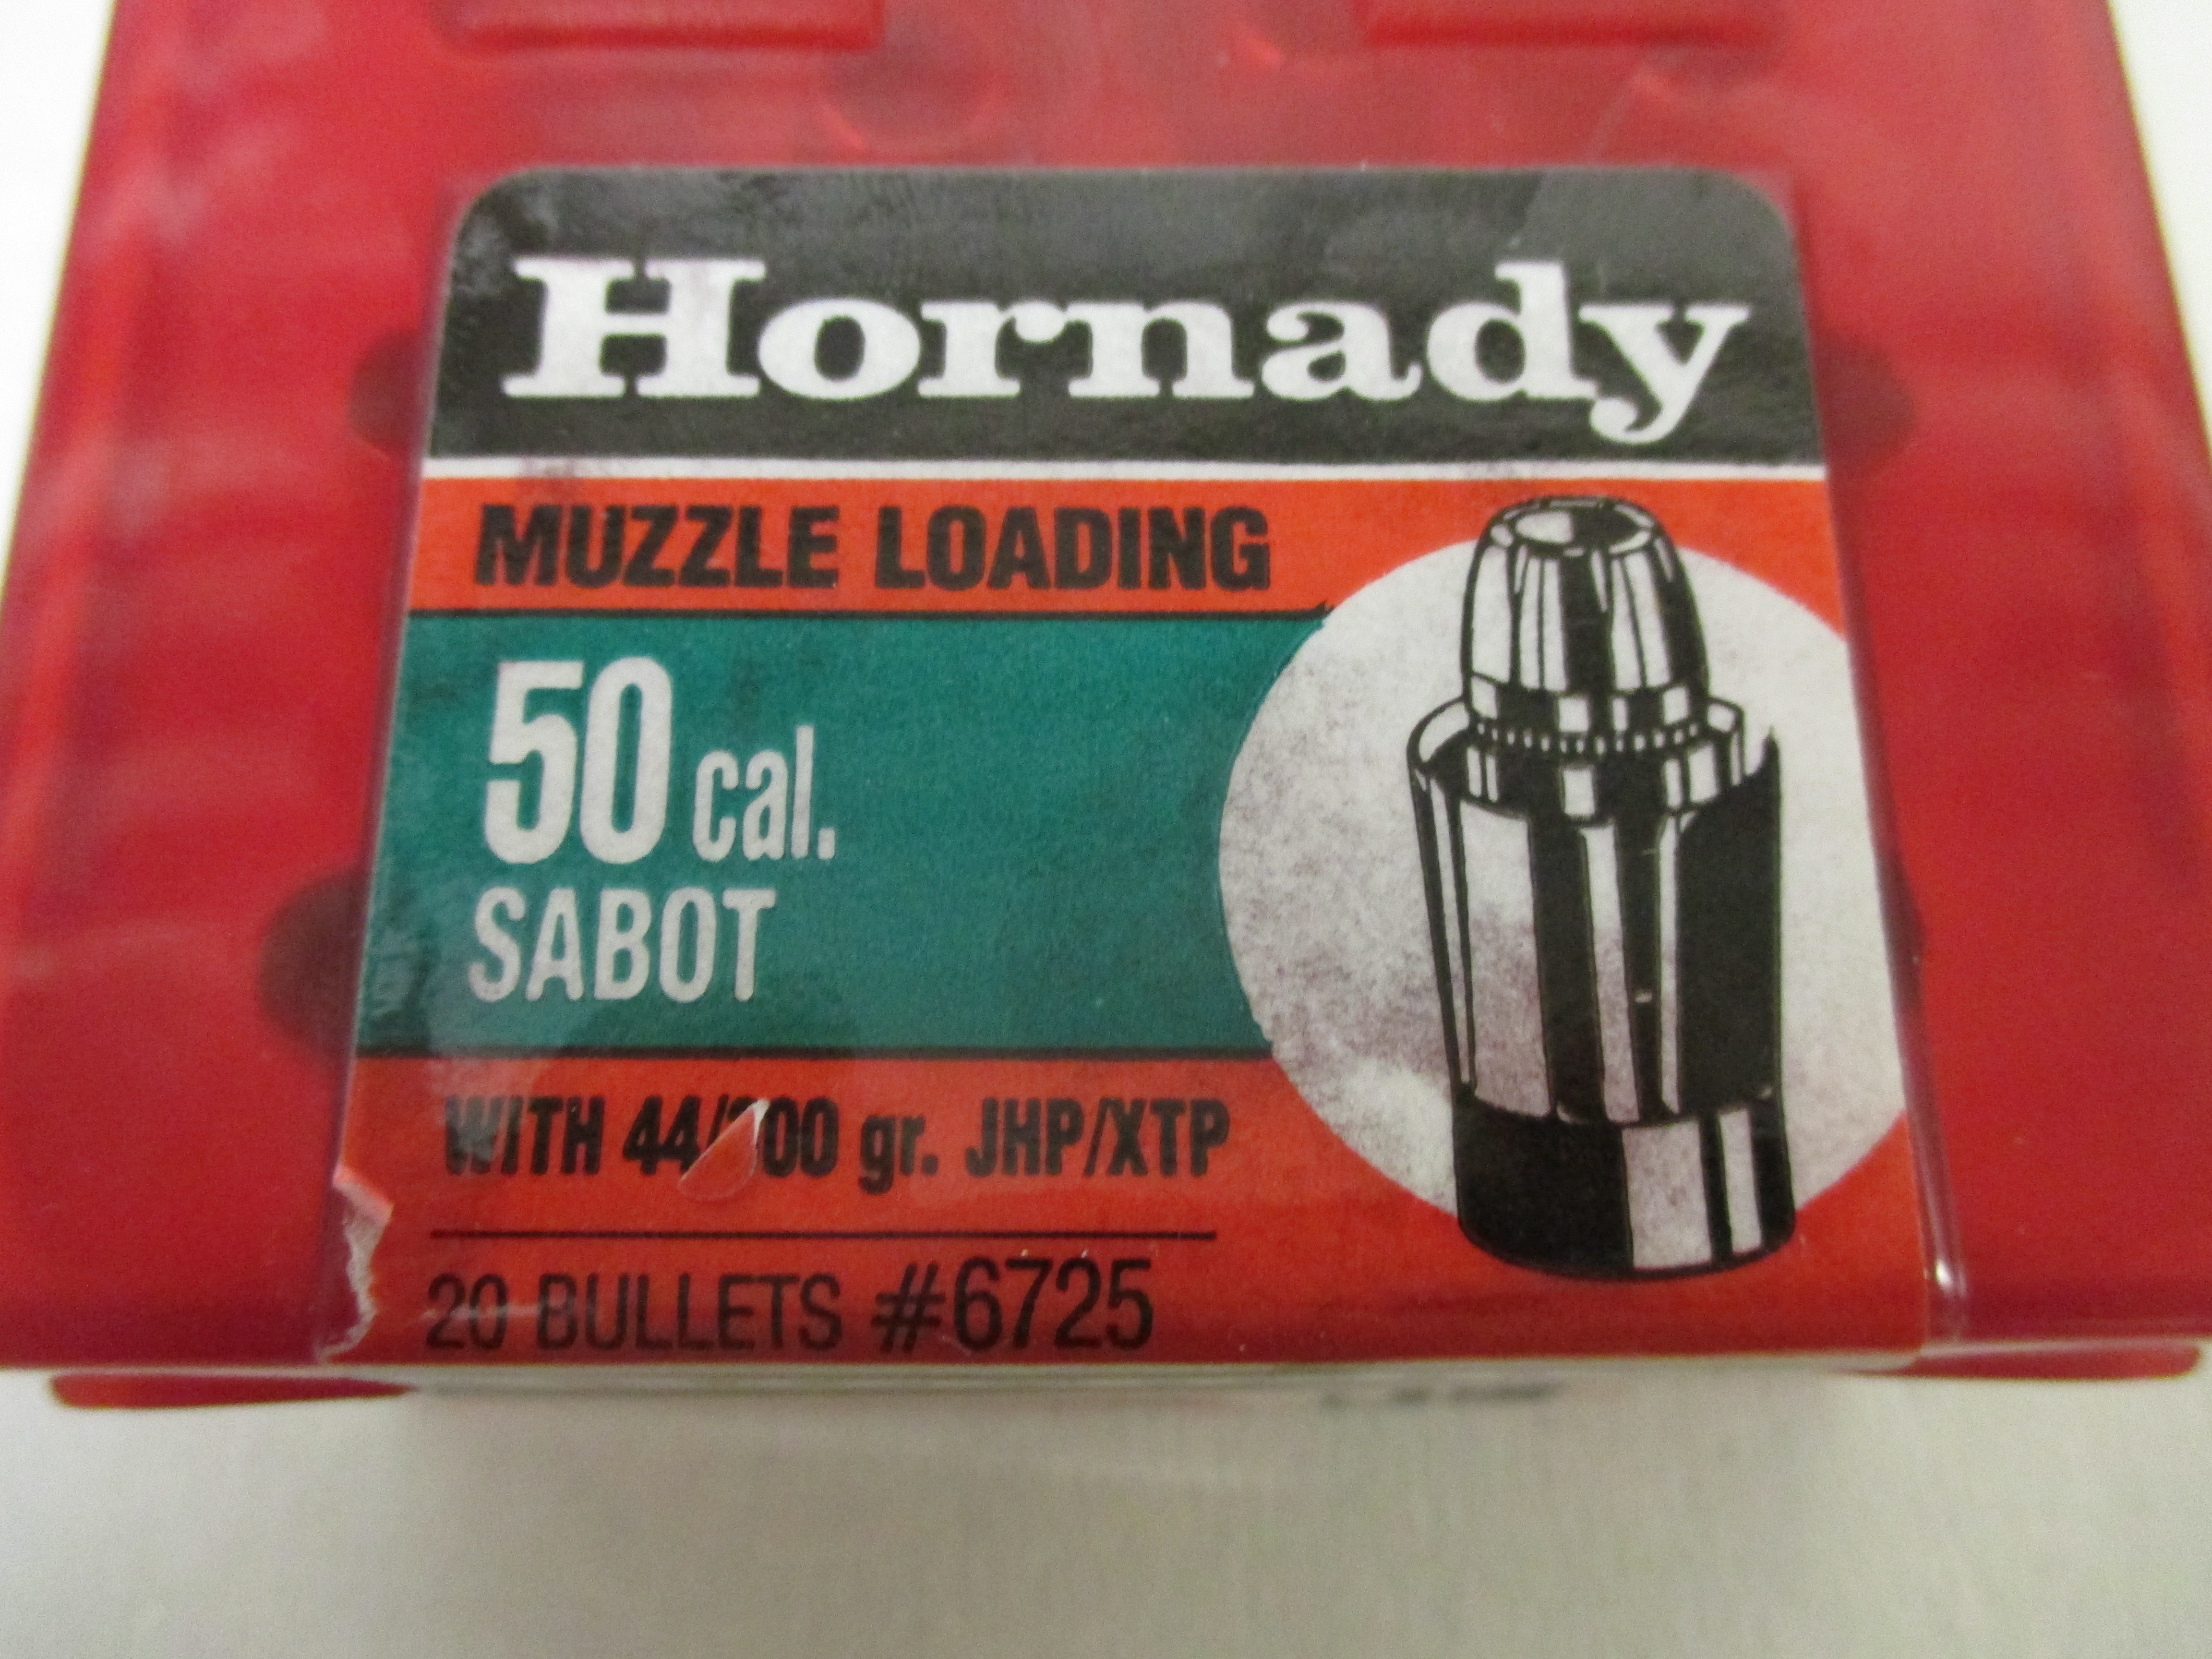 Hornady
MUZZLE LOADING
50 cal.
SABOT
WITH gr. JHP/XTP
20 BULLETS #6725